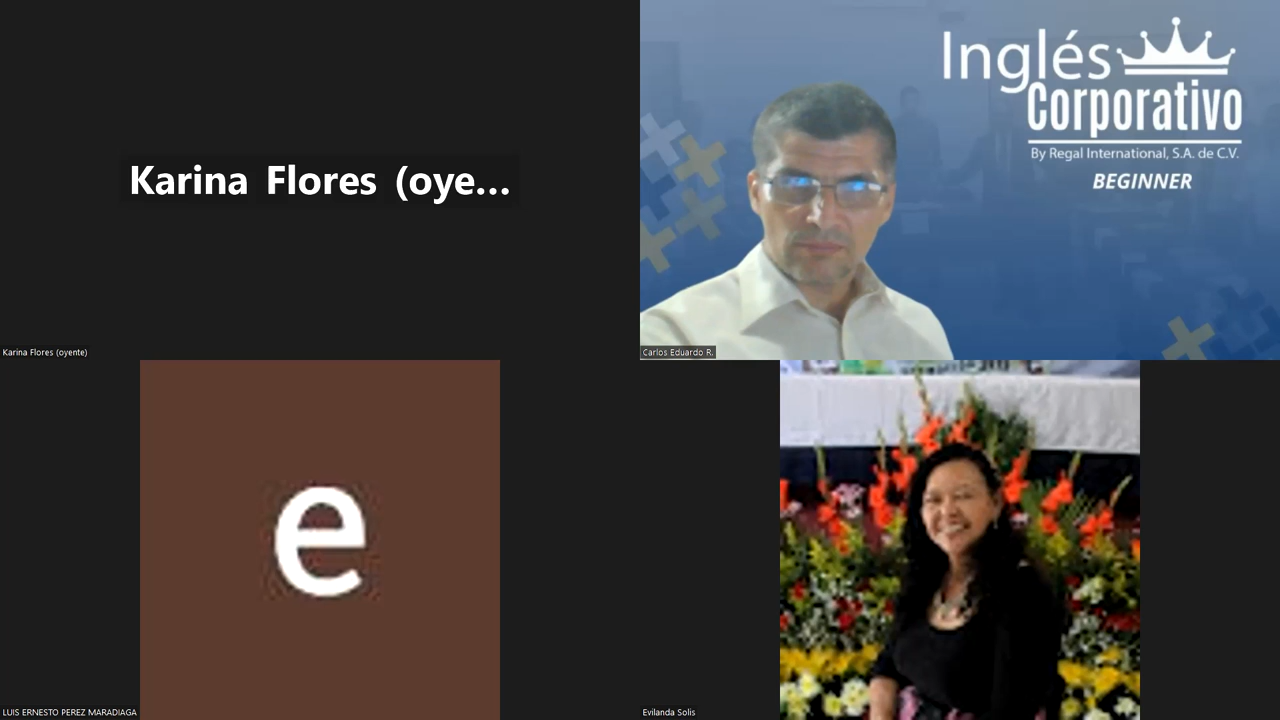 Karina Flores (oye...
Karina Flores (oyente)
Inglés
Corporativo
By Regal International, S.A. de C.V.
BEGINNER
Carlos Eduardo R.
e
LUIS ERNESTO PEREZ MARADIAGA
Evilanda Solis